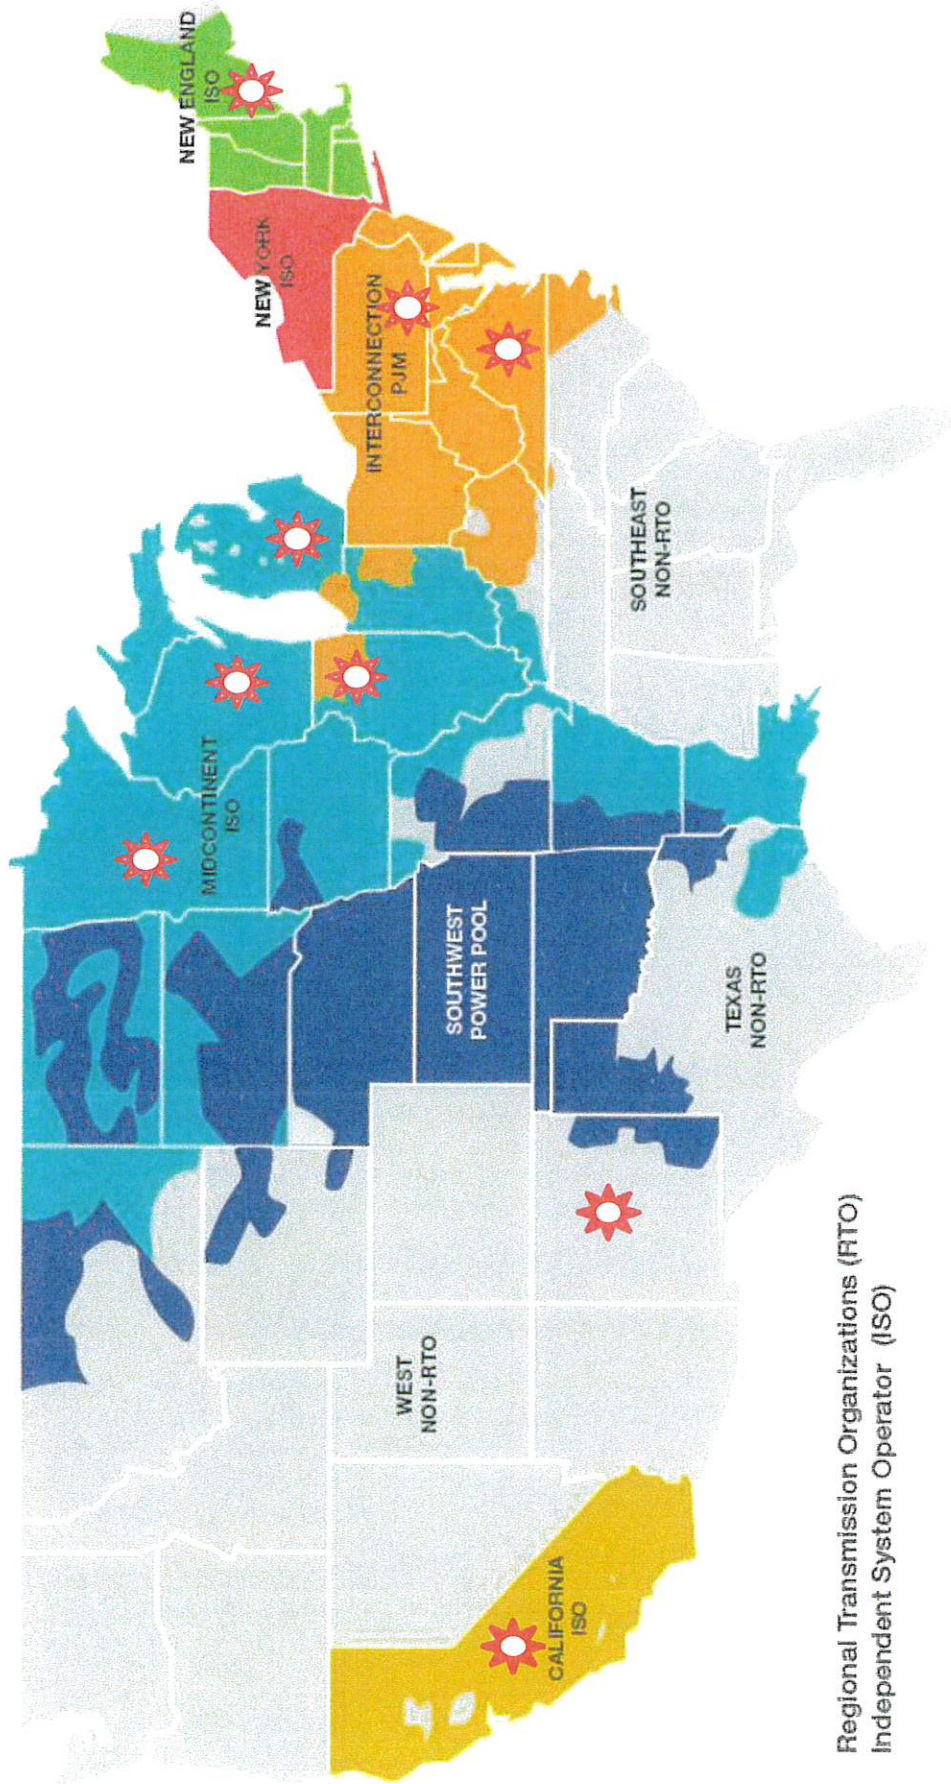 NEW ENGLAND
ISO
NEW YORK
ISO
INTERCONNECTION
PJM
MIDCONTINENT
ISO
SOUTHEAST
NON-RTO
SOUTHWEST
POWER POOL
TEXAS
NON-RTO
WEST
NON-RTO
CALIFORNIA
ISO
Regional Transmission Organizations (RTO)
Independent System Operator (ISO)